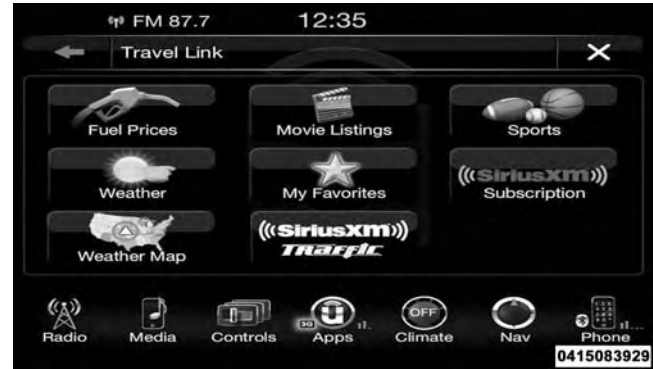 FM 87.7 12:35
Travel Link
Fuel Prices
Movie Listings
Sports
Weather
My Favorites
SiriusXM
Subscription
Weather Map
SiriusXM
Traffic
Radio
Media
Controls
3G
Apps
OFF
Climate
Nav
Phone
0415083929